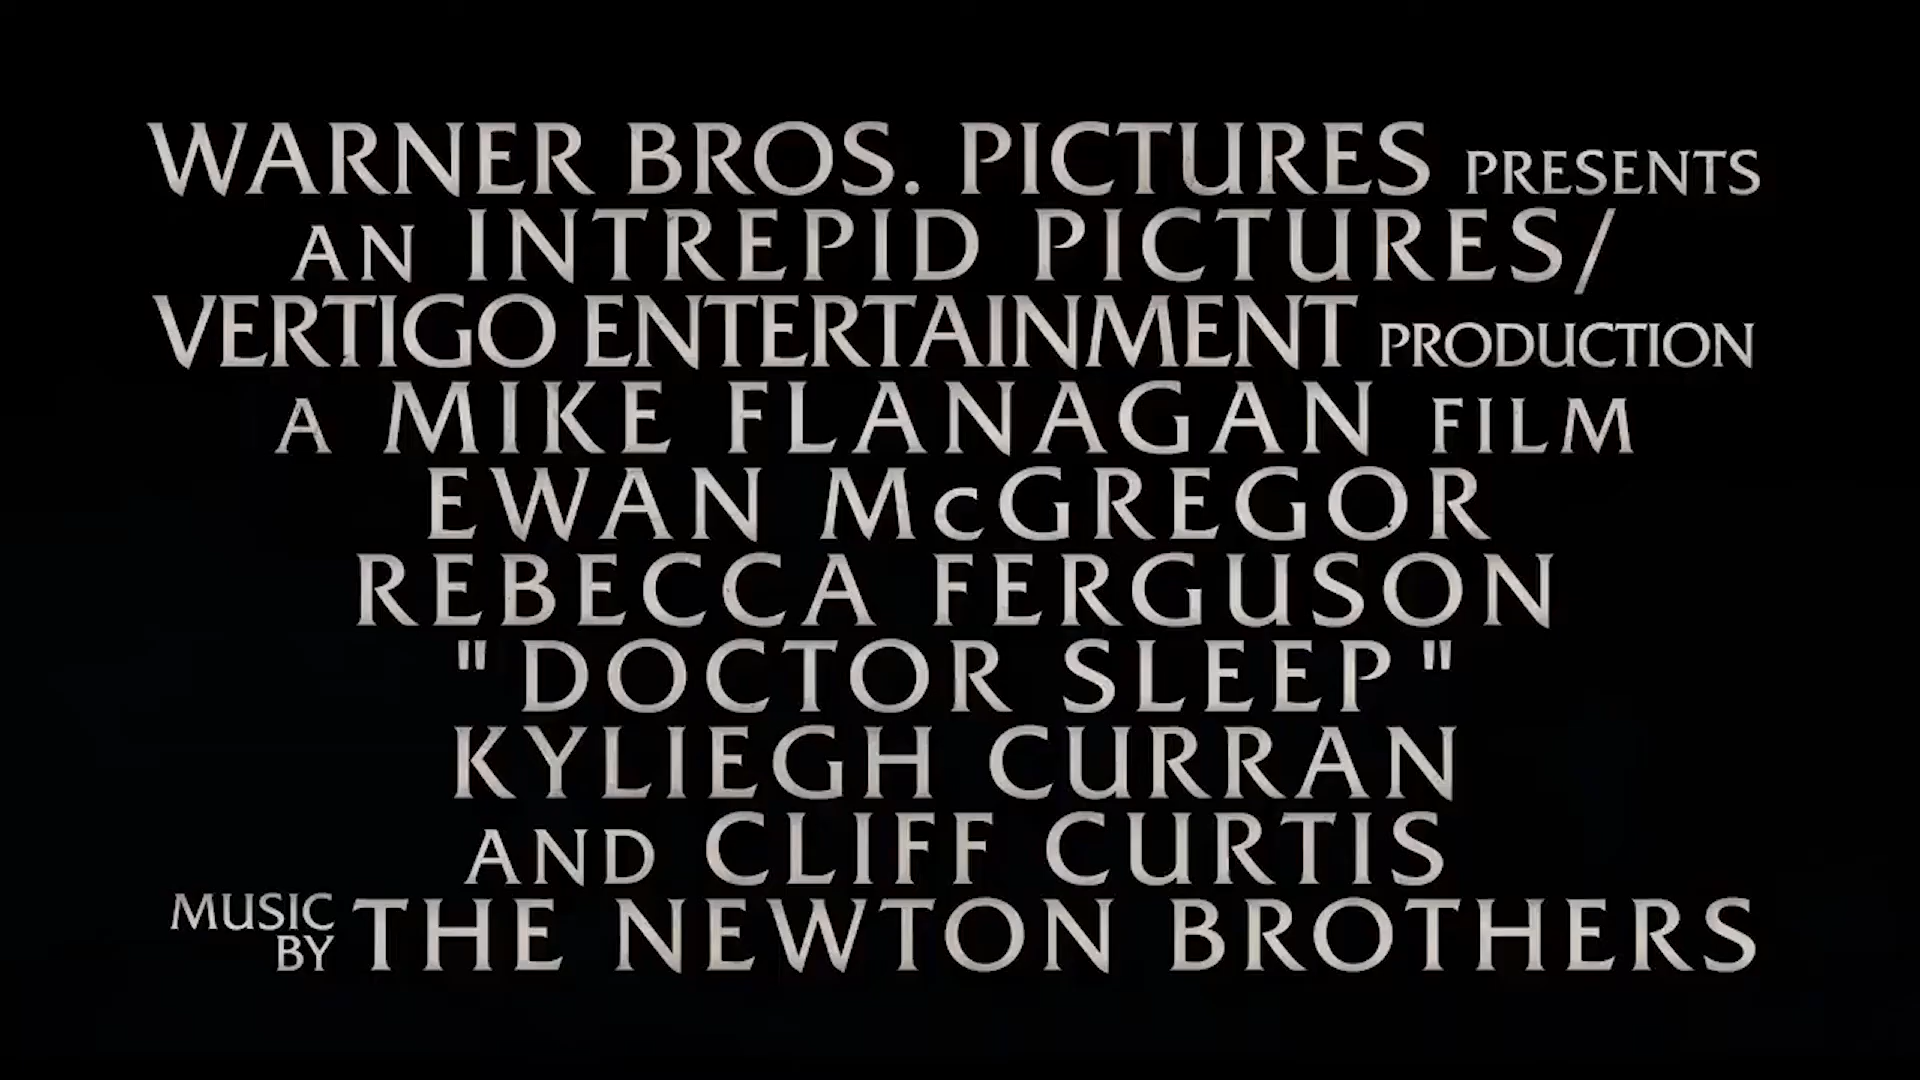 WARNER BROS. PICTURES PRESENTS
AN INTREPID PICTURES/
VERTIGO ENTERTAINMENT PRODUCTION
A MIKE FLANAGAN FILM
EWAN McGREGOR
REBECCA FERGUSON
"DOCTOR SLEEP"
KYLIEGH CURRAN
AND CLIFF CURTIS
MUSIC BY THE NEWTON BROTHERS